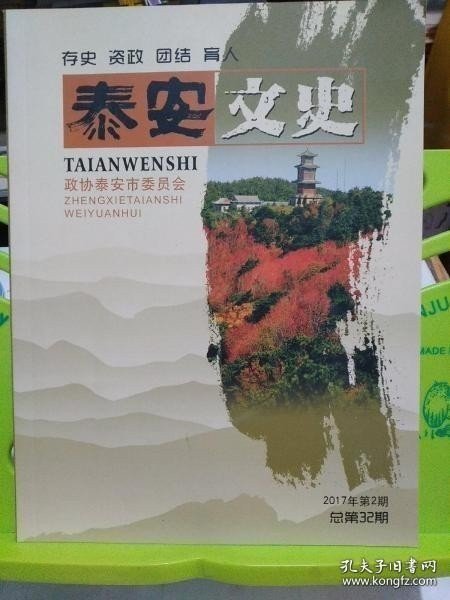 存史 资政 团结 育人
泰安文史
TAIANWENSHI
政协泰安市委员会
ZHENGXIETAIANSHI
WEIYUANHUI
2017年第2期
总第32期
NJU
MADE
孔夫子旧书网
www.kongfz.com